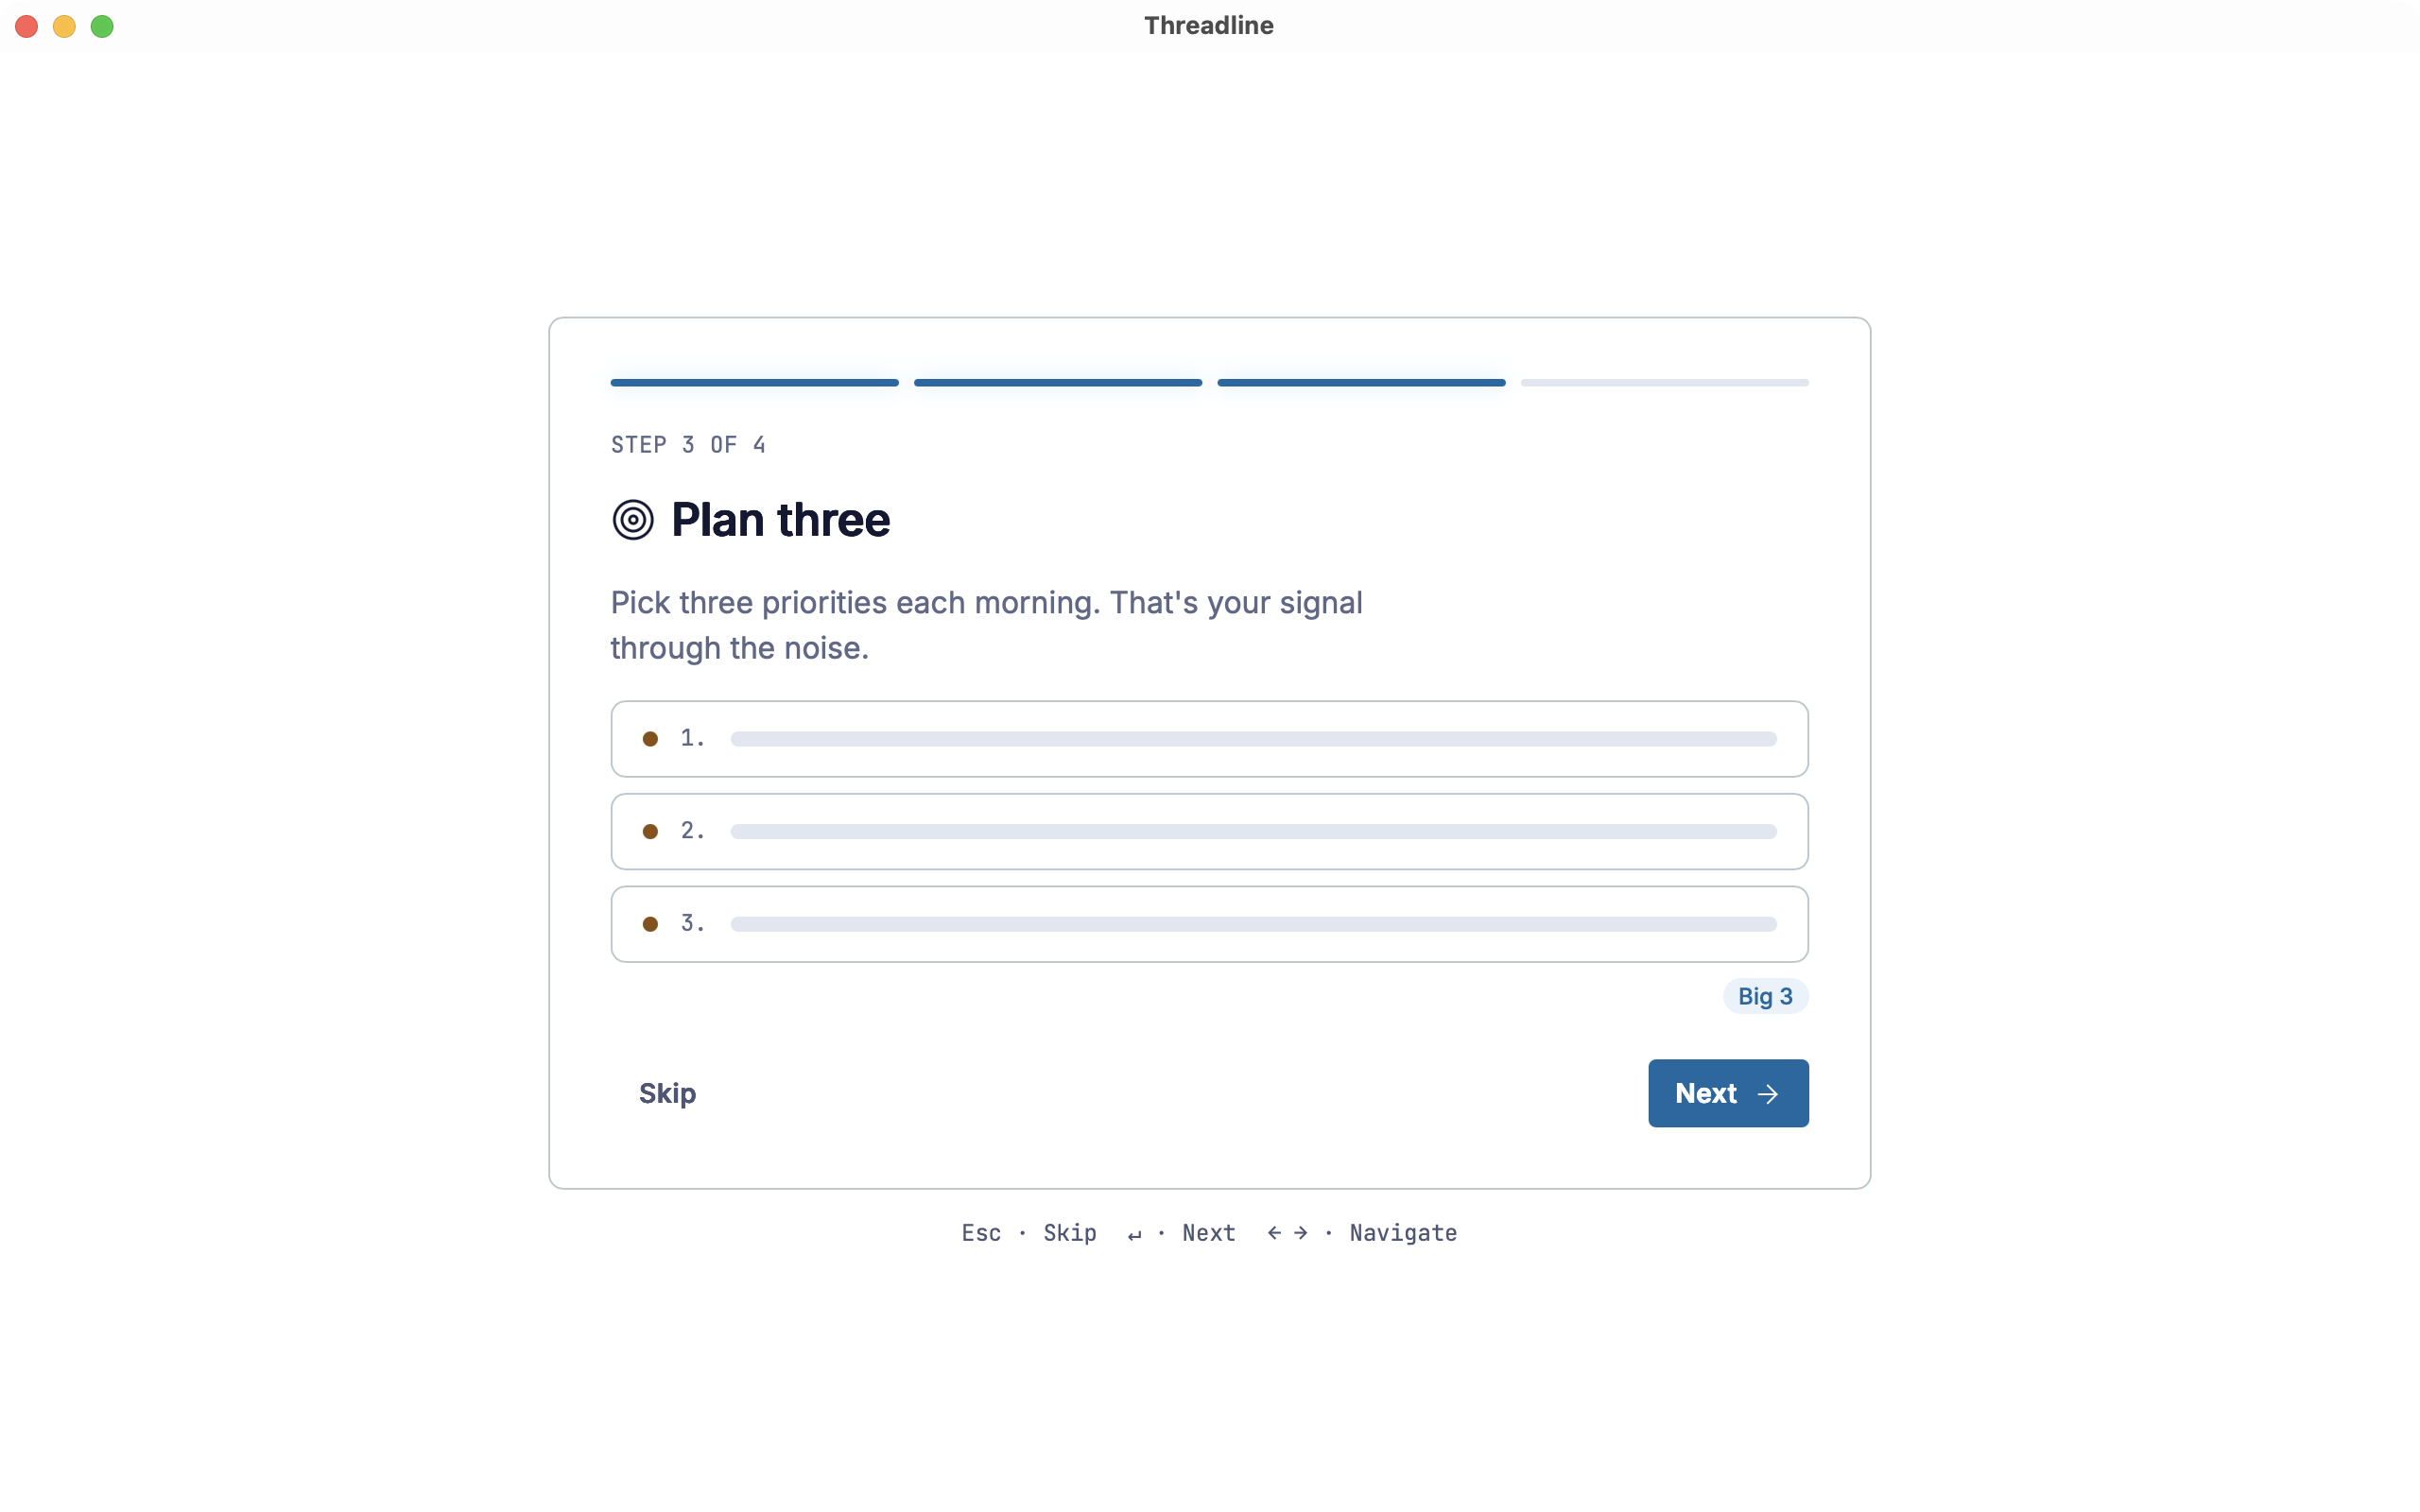 Threadline
STEP 3 OF 4
Plan three
Pick three priorities each morning. That's your signal
through the noise.
1.
2.
3.
Big 3
Skip
Next →
Esc · Skip ↵ · Next ← → · Navigate